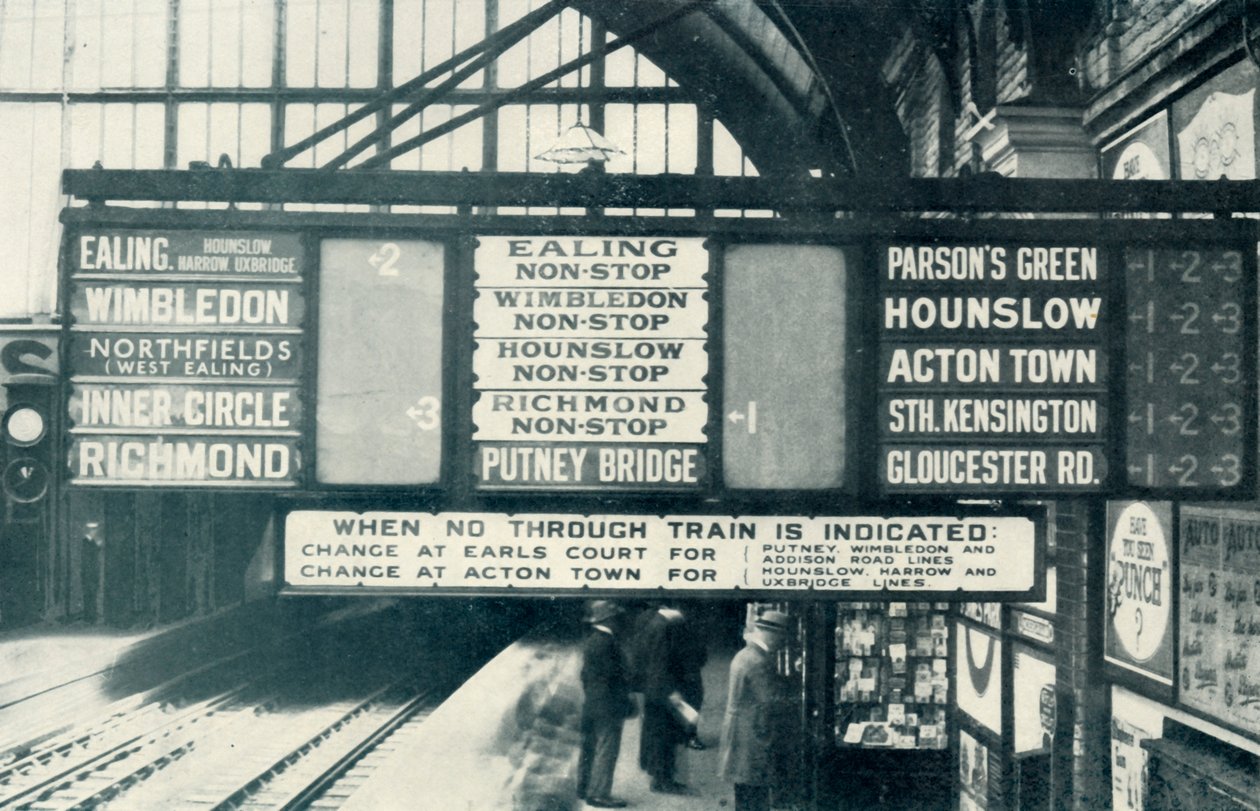 EALING. HOUNSLOW
HARROW, UXBRIDGE
WIMBLEDON
NORTHFIELDS
(WEST EALING)
INNER CIRCLE
RICHMOND
←2
←3
EALING
NON-STOP
WIMBLEDON
NON-STOP
HOUNSLOW
NON-STOP
RICHMOND
NON-STOP
PUTNEY BRIDGE
←1
PARSON'S GREEN
HOUNSLOW
ACTON TOWN
STH. KENSINGTON
GLOUCESTER RD.
←1 ←2 ←3
←1 ←2 ←3
←1 ←2 ←3
←1 ←2 ←3
←1 ←2 ←3
WHEN NO THROUGH TRAIN IS INDICATED:
CHANGE AT EARLS COURT FOR { PUTNEY, WIMBLEDON AND
ADDISON ROAD LINES
CHANGE AT ACTON TOWN FOR { HOUNSLOW, HARROW AND
UXBRIDGE LINES.
S
V
HAVE
YOU SEEN
"PUNCH"
?
AUTO AUTO